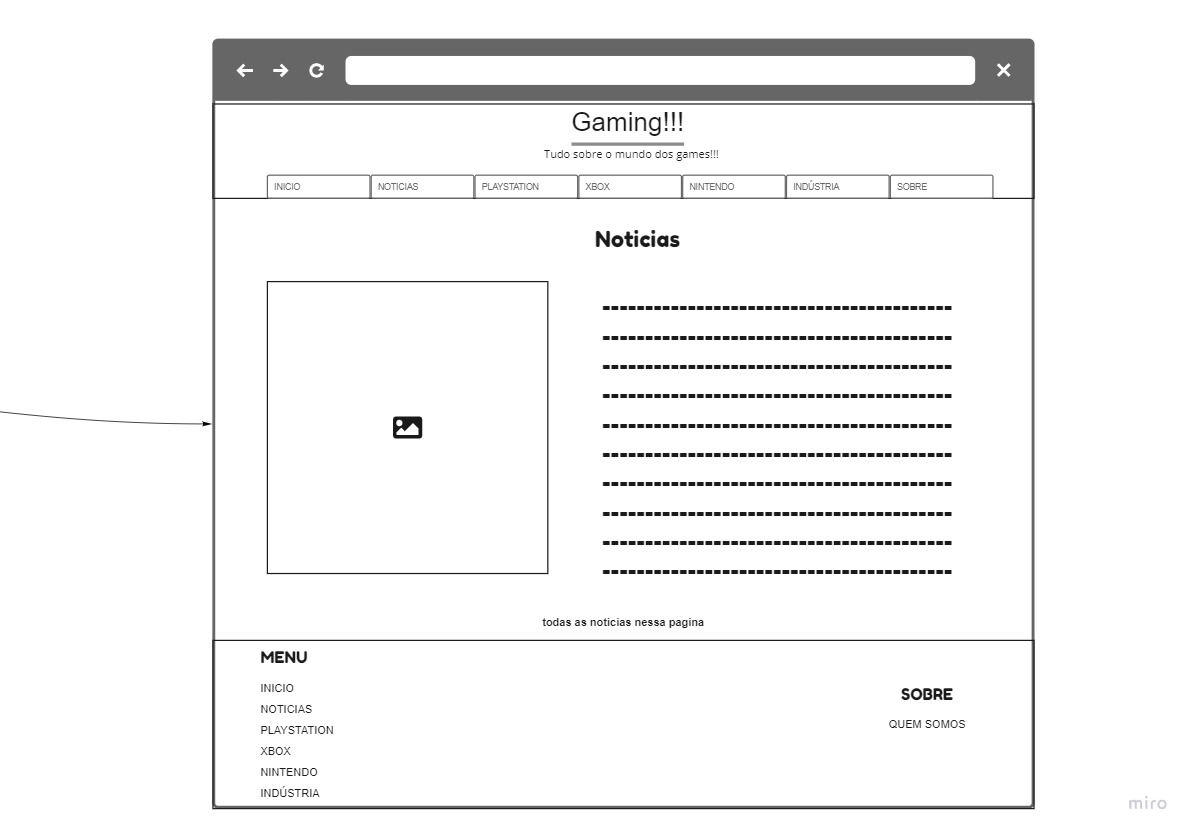 Gaming!!!
Tudo sobre o mundo dos games!!!
INICIO NOTICIAS PLAYSTATION XBOX NINTENDO INDÚSTRIA SOBRE
Noticias
todas as noticias nessa pagina
MENU
INICIO
NOTICIAS
PLAYSTATION
XBOX
NINTENDO
INDÚSTRIA
SOBRE
QUEM SOMOS
miro